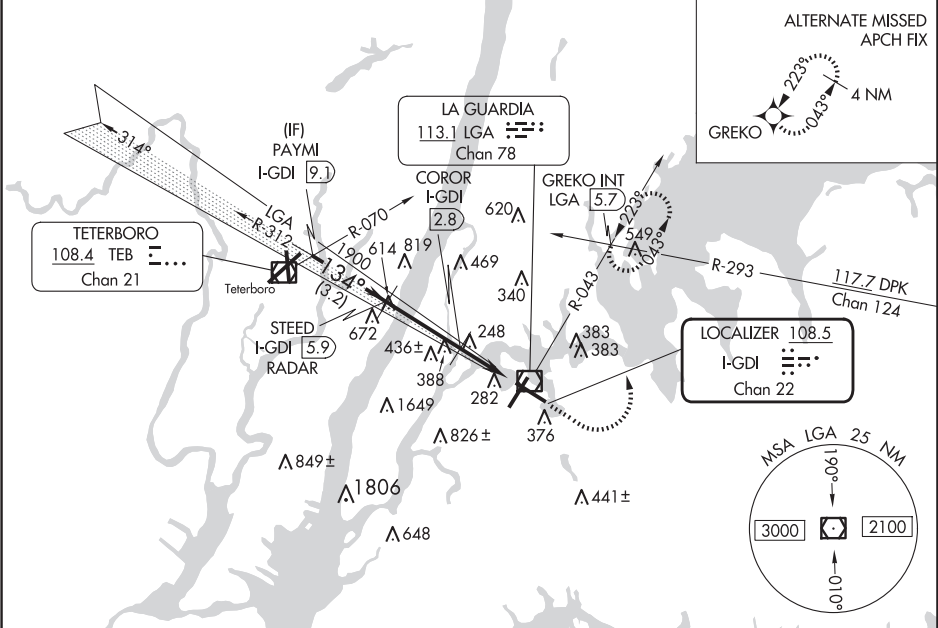 ALTERNATE MISSED
APCH FIX
223°
043°
4 NM
GREKO
LA GUARDIA
113.1 LGA
Chan 78
(IF)
PAYMI
I-GDI 9.1
COROR
I-GDI
2.8
GREKO INT
LGA 5.7
314°
LGA
R-312
R-070
1900
134°
(3.2)
TETERBORO
108.4 TEB
Chan 21
Teterboro
STEED
I-GDI 5.9
RADAR
614
819
469
620
340
549
223°
043°
R-293
117.7 DPK
Chan 124
R-043
672
436±
388
248
282
383
383
LOCALIZER 108.5
I-GDI
Chan 22
1649
826±
376
849±
1806
648
441±
MSA LGA 25 NM
190°
3000
2100
010°